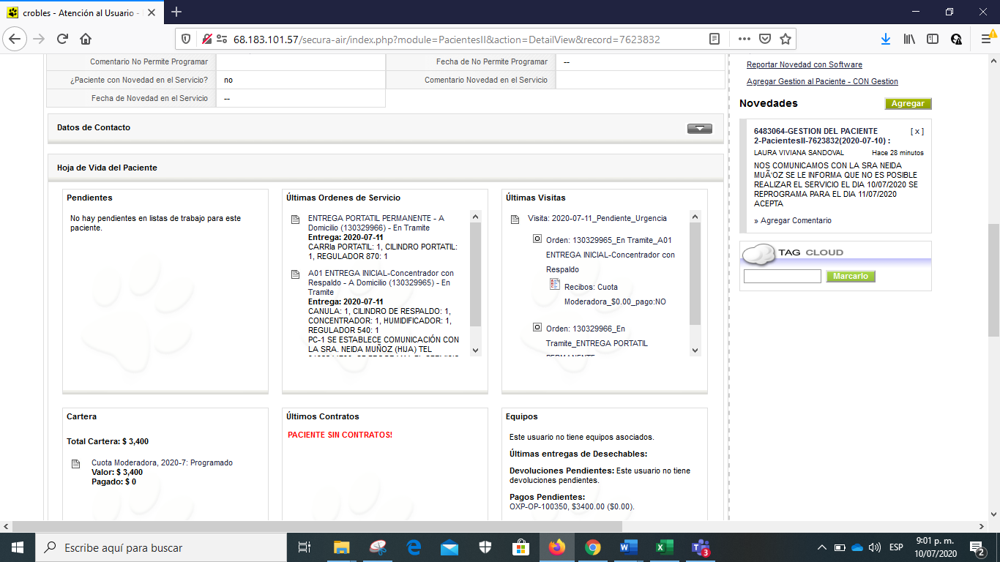 crobles - Atención al Usuario -
68.183.101.57/secura-air/index.php?module=PacientesII&action=DetailView&record=7623832
Comentario No Permite Programar
Fecha de No Permite Programar
--
¿Paciente con Novedad en el Servicio?
no
Comentario Novedad en el Servicio
Fecha de Novedad en el Servicio
--
Datos de Contacto
Hoja de Vida del Paciente
Pendientes
No hay pendientes en listas de trabajo para este
paciente.
Últimas Ordenes de Servicio
ENTREGA PORTATIL PERMANENTE - A
Domicilio (130329966) - En Tramite
Entrega: 2020-07-11
CARRIa PORTATIL: 1, CILINDRO PORTATIL:
1, REGULADOR 870: 1
A01 ENTREGA INICIAL-Concentrador con
Respaldo - A Domicilio (130329965) - En
Tramite
Entrega: 2020-07-11
CANULA: 1, CILINDRO DE RESPALDO: 1,
CONCENTRADOR: 1, HUMIDIFICADOR: 1,
REGULADOR 540: 1
PC-1 SE ESTABLECE COMUNICACIÓN CON
LA SRA. NEIDA MUÑOZ (HIJA) TEL
Últimas Visitas
Visita: 2020-07-11_Pendiente_Urgencia
Orden: 130329965_En Tramite_A01
ENTREGA INICIAL-Concentrador con
Respaldo
Recibos: Cuota
Moderadora_$0.00_pago:NO
Orden: 130329966_En
Tramite_ENTREGA PORTATIL
PERMANENTE
Cartera
Total Cartera: $ 3,400
Cuota Moderadora, 2020-7: Programado
Valor: $ 3,400
Pagado: $ 0
Últimos Contratos
PACIENTE SIN CONTRATOS!
Equipos
Este usuario no tiene equipos asociados.
Últimas entregas de Desechables:
Devoluciones Pendientes: Este usuario no tiene
devoluciones pendientes.
Pagos Pendientes:
OXP-OP-100350, $3400.00 ($0.00).
Reportar Novedad con Software
Agregar Gestion al Paciente - CON Gestion
Novedades
Agregar
6483064-GESTION DEL PACIENTE
[ x ]
2-PacientesII-7623832(2020-07-10) :
LAURA VIVIANA SANDOVAL
Hace 28 minutos
NOS COMUNICAMOS CON LA SRA NEIDA
MUÃ'OZ SE LE INFORMA QUE NO ES POSIBLE
REALIZAR EL SERVICIO EL DIA 10/07/2020 SE
REPROGRAMA PARA EL DIA 11/07/2020
ACEPTA
» Agregar Comentario
TAG CLOUD
Marcarlo
Escribe aquí para buscar
3
ESP
9:01 p. m.
10/07/2020
2